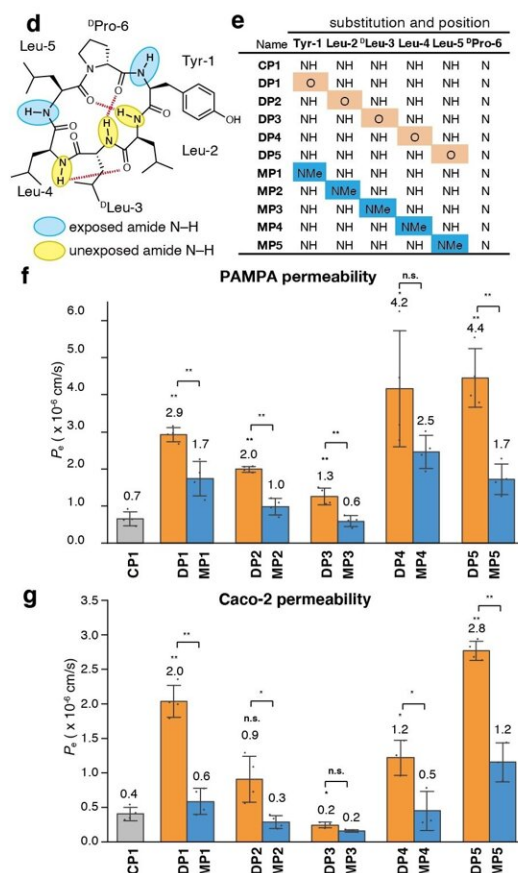 d
DPro-6
Leu-5
Tyr-1
Leu-2
Leu-4
DLeu-3
exposed amide N–H
unexposed amide N–H
N
O
H
N
O
O
H
N
H
N
O
H
N
O
N
H
O
OH
e
substitution and position
Name Tyr-1 Leu-2 DLeu-3 Leu-4 Leu-5 DPro-6
CP1 NH NH NH NH NH N
DP1 O NH NH NH NH N
DP2 NH O NH NH NH N
DP3 NH NH O NH NH N
DP4 NH NH NH O NH N
DP5 NH NH NH NH O N
MP1 NMe NH NH NH NH N
MP2 NH NMe NH NH NH N
MP3 NH NH NMe NH NH N
MP4 NH NH NH NMe NH N
MP5 NH NH NH NH NMe N
f
PAMPA permeability
Pe ( x 10-6 cm/s)
6.0
4.0
3.0
2.0
1.0
0.0
0.7
**
2.9
**
1.7
**
2.0
**
1.0
**
1.3
**
0.6
*
4.2
n.s.
2.5
**
4.4
**
1.7
CP1
DP1
MP1
DP2
MP2
DP3
MP3
DP4
MP4
DP5
MP5
g
Caco-2 permeability
Pe ( x 10-6 cm/s)
3.5
3.0
2.5
2.0
1.5
1.0
0.5
0.0
0.4
**
2.0
**
0.6
n.s.
0.9
*
0.3
*
0.2
n.s.
0.2
*
1.2
*
0.5
**
2.8
**
1.2
CP1
DP1
MP1
DP2
MP2
DP3
MP3
DP4
MP4
DP5
MP5